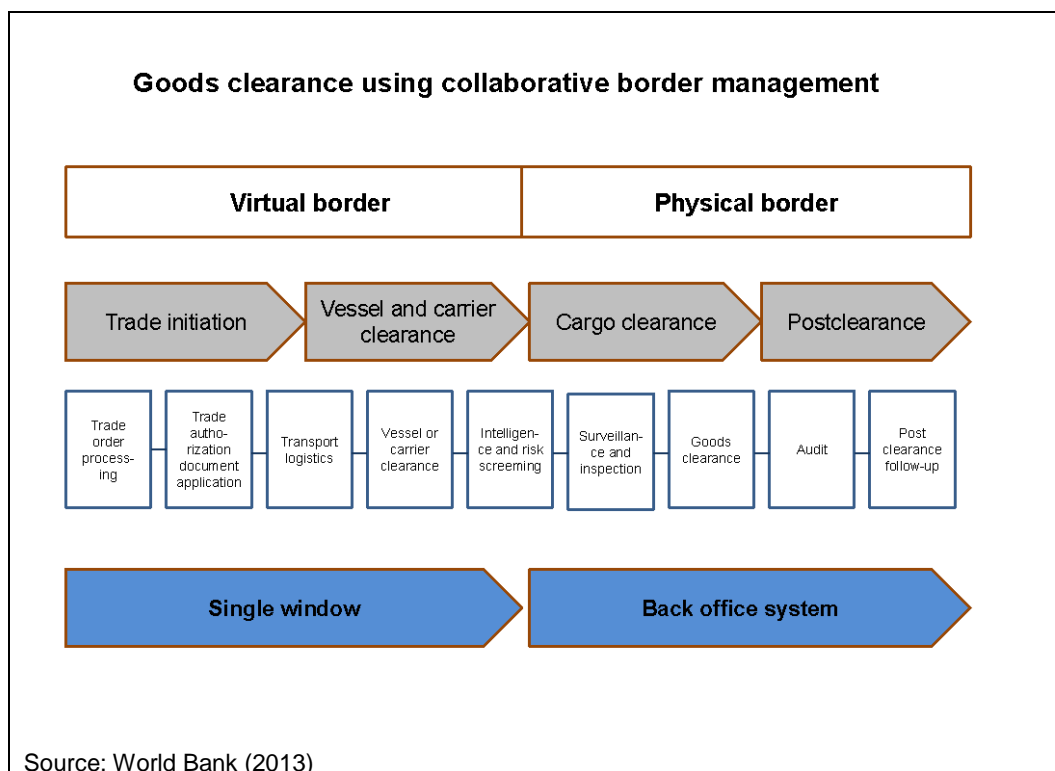 Goods clearance using collaborative border management
Virtual border
Physical border
Trade initiation
Vessel and carrier
clearance
Cargo clearance
Postclearance
Trade
order
process-
ing
Trade
autho-
rization
document
application
Transport
logistics
Vessel or
carrier
clearance
Intelligen-
ce and risk
screeming
Surveillan-
ce and
inspection
Goods
clearance
Audit
Post
clearance
follow-up
Single window
Back office system
Source: World Bank (2013)